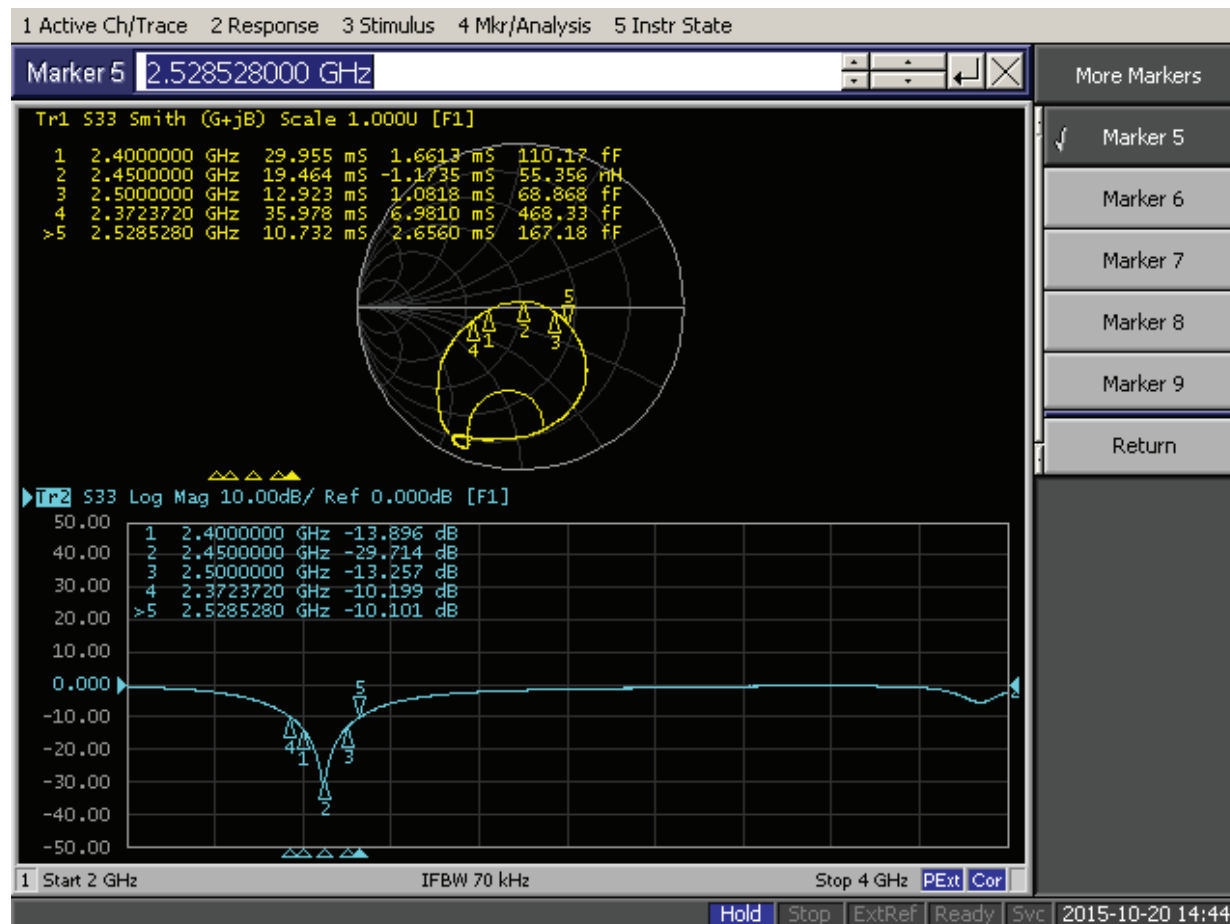 1 Active Ch/Trace 2 Response 3 Stimulus 4 Mkr/Analysis 5 Instr State
Marker 5 2.528528000 GHz
More Markers
Marker 5
Marker 6
Marker 7
Marker 8
Marker 9
Return
Tr1 S33 Smith (G+jB) Scale 1.000U [F1]
1 2.4000000 GHz 29.955 mS 1.6613 mS 110.17 fF
2 2.4500000 GHz 19.464 mS -1.1735 mS 55.356 nH
3 2.5000000 GHz 12.923 mS 1.0818 mS 68.868 fF
4 2.3723720 GHz 35.978 mS 6.9810 mS 468.33 fF
>5 2.5285280 GHz 10.732 mS 2.6560 mS 167.18 fF
5
4 1 2 3
Tr2 S33 Log Mag 10.00dB/ Ref 0.000dB [F1]
50.00
40.00
30.00
20.00
10.00
0.000
-10.00
-20.00
-30.00
-40.00
-50.00
1 2.4000000 GHz -13.896 dB
2 2.4500000 GHz -29.714 dB
3 2.5000000 GHz -13.257 dB
4 2.3723720 GHz -10.199 dB
>5 2.5285280 GHz -10.101 dB
5
4 1 3
2
1 Start 2 GHz IFBW 70 kHz Stop 4 GHz PExt Cor
Hold Stop ExtRef Ready Svc 2015-10-20 14:44